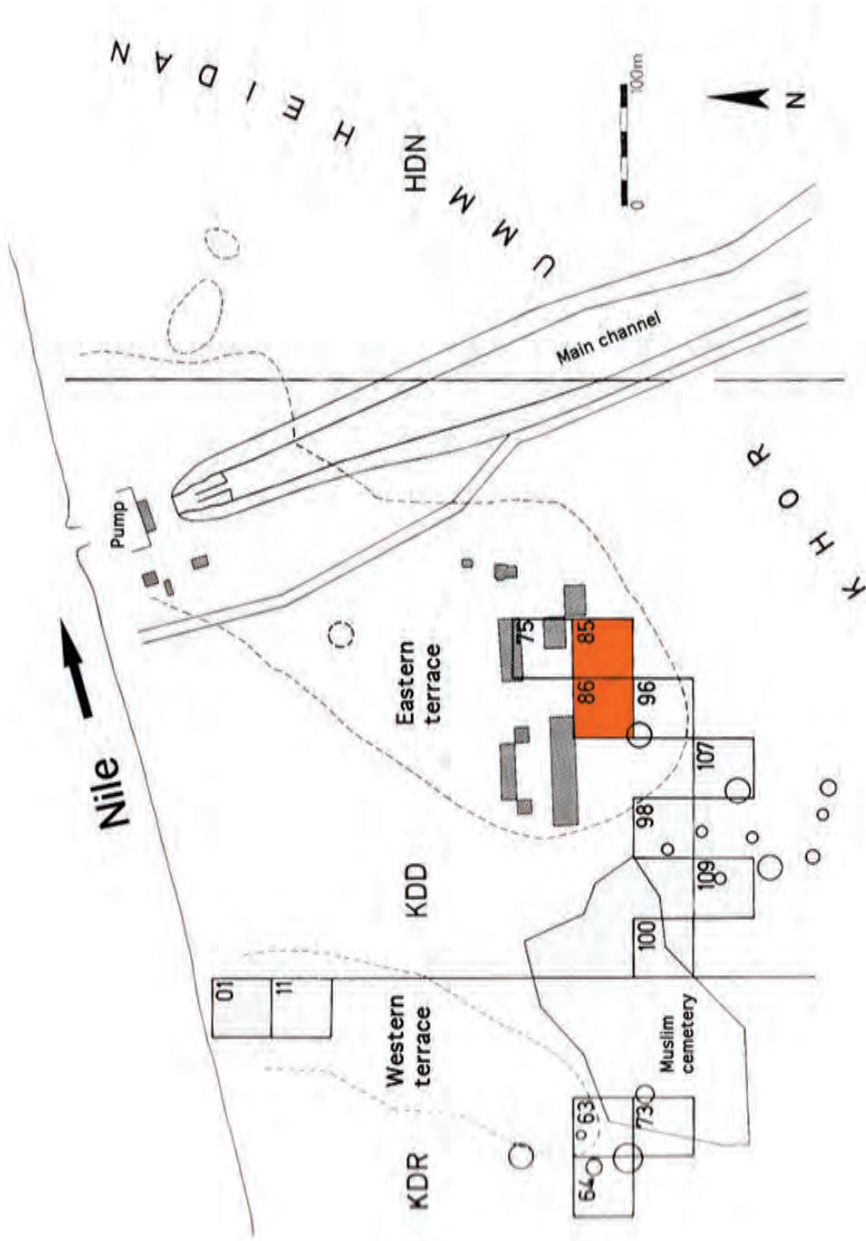 Nile
Pump
01
11
Western
terrace
Eastern
terrace
KDR
KDD
HDN
KHOR UMM HEIDAN
Main channel
75
64
63
86
85
73
100
98
96
109
107
Muslim
cemetery
0
100m
N